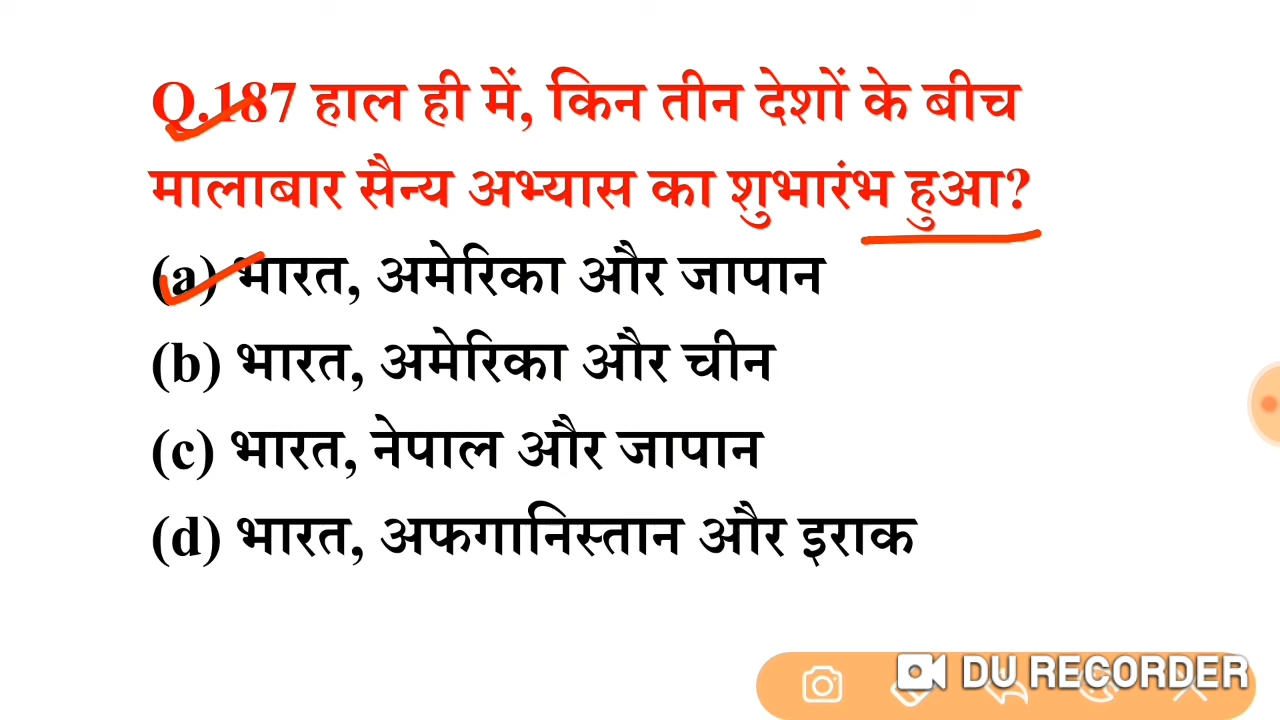 Q.187 हाल ही में, किन तीन देशों के बीच
मालाबार सैन्य अभ्यास का शुभारंभ हुआ?
(a) भारत, अमेरिका और जापान
(b) भारत, अमेरिका और चीन
(c) भारत, नेपाल और जापान
(d) भारत, अफगानिस्तान और इराक
DU RECORDER